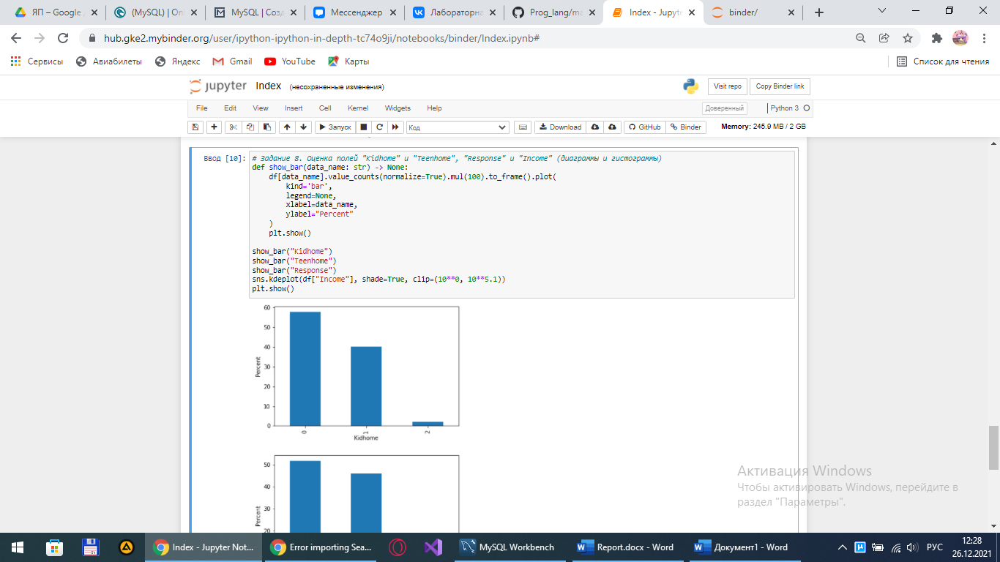 ЯП – Google
(MySQL) | Onl
MySQL | Созд
Мессенджер
Лабораторна
Prog_lang/ma
Index - Jupyte
binder/
hub.gke2.mybinder.org/user/ipython-ipython-in-depth-tc74o9ji/notebooks/binder/Index.ipynb#
Сервисы
Авиабилеты
Яндекс
Gmail
YouTube
Карты
Список для чтения
jupyter Index (несохраненные изменения)
Visit repo
Copy Binder link
File Edit View Insert Cell Kernel Widgets Help
Доверенный
Python 3
Запуск
Код
Download
GitHub
Binder
Memory: 245.9 MB / 2 GB
Ввод [10]:
# Задание 8. Оценка полей "Kidhome" и "Teenhome", "Response" и "Income" (диаграммы и гистограммы)
def show_bar(data_name: str) -> None:
    df[data_name].value_counts(normalize=True).mul(100).to_frame().plot(
        kind='bar',
        legend=None,
        xlabel=data_name,
        ylabel="Percent"
    )
    plt.show()
show_bar("Kidhome")
show_bar("Teenhome")
show_bar("Response")
sns.kdeplot(df["Income"], shade=True, clip=(10**0, 10**5.1))
plt.show()
60
50
40
30
20
10
0
Percent
0 1 2
Kidhome
50
40
30
20
Percent
Активация Windows
Чтобы активировать Windows, перейдите в
раздел "Параметры".
Index - Jupyter Not...
Error importing Sea...
MySQL Workbench
Report.docx - Word
Документ1 - Word
РУС
12:28
26.12.2021